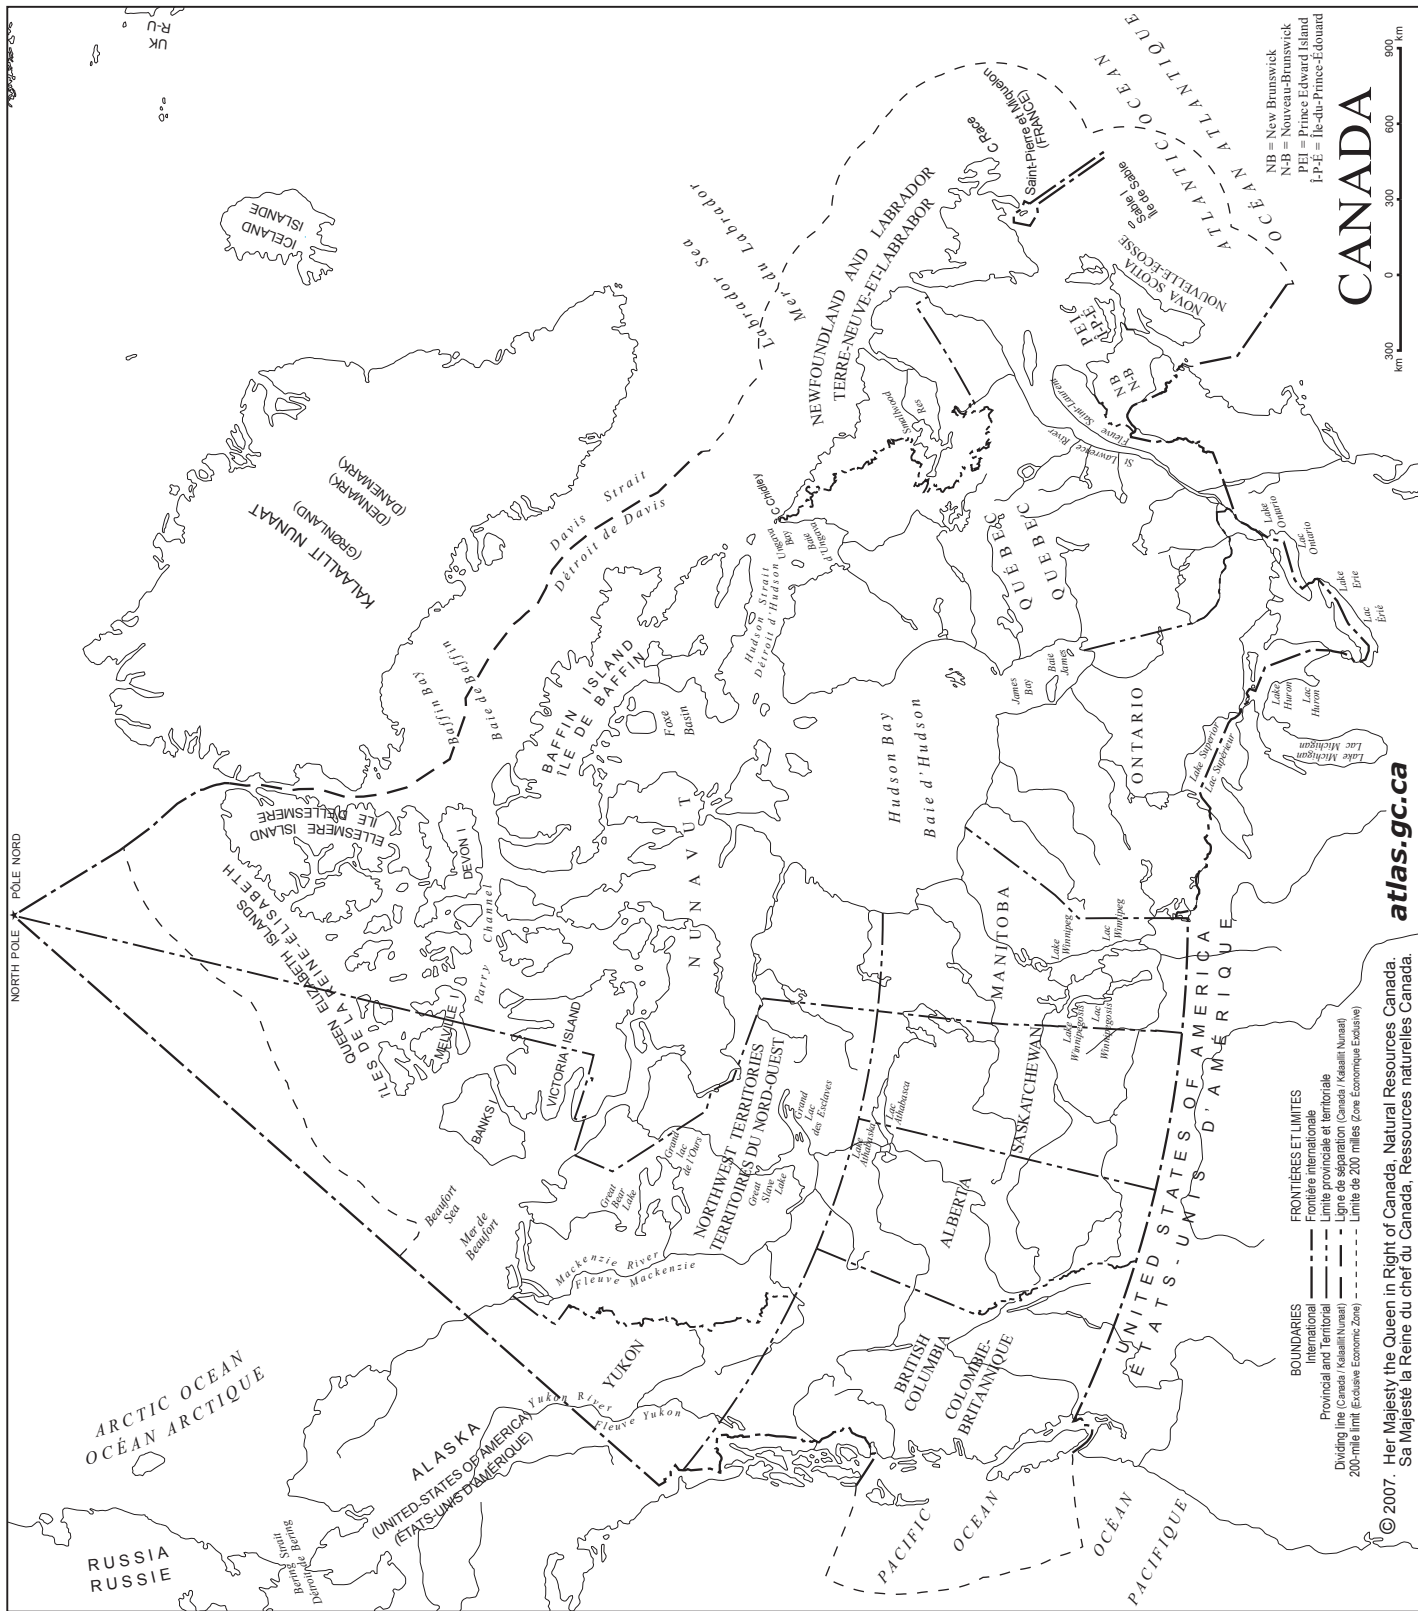 NORTH POLE ★ PÔLE NORD
UK
R-U
ICELAND
ISLANDE
KALAALLIT NUNAAT
(GRØNLAND)
(DENMARK)
(DANEMARK)
RUSSIA
RUSSIE
Bering Strait
Détroit de Béring
ARCTIC OCEAN
OCÉAN ARCTIQUE
ALASKA
(UNITED STATES OF AMERICA)
(ÉTATS-UNIS D'AMÉRIQUE)
Beaufort
Sea
Mer de
Beaufort
QUEEN ELIZABETH ISLANDS
ILES DE LA REINE-ELISABETH
ELLESMERE ISLAND
ILE D'ELLESMERE
DEVON I
MELVILLE I
BANKS I
VICTORIA ISLAND
Parry Channel
Baffin Bay
Baie de Baffin
BAFFIN ISLAND
ÎLE DE BAFFIN
Foxe
Basin
Davis Strait
Détroit de Davis
Labrador Sea
Mer du Labrador
Hudson Strait
Détroit d'Hudson
Ungava
Bay
Baie
d'Ungava
C Chidley
NUNAVUT
YUKON
Yukon River
Fleuve Yukon
Mackenzie River
Fleuve Mackenzie
Great
Bear
Lake
Grand
lac
de l'Ours
NORTHWEST TERRITORIES
TERRITOIRES DU NORD-OUEST
Great
Slave
Lake
Grand
Lac
des Esclaves
Lake
Athabaska
Lac
Athabasca
BRITISH
COLUMBIA
COLOMBIE-
BRITANNIQUE
ALBERTA
SASKATCHEWAN
MANITOBA
Lake
Winnipeg
Lac
Winnipeg
Lake
Winnipegosis
Lac
Winnipegosis
Hudson Bay
Baie d'Hudson
James
Bay
Baie
James
ONTARIO
QUÉBEC
QUEBEC
NEWFOUNDLAND AND LABRADOR
TERRE-NEUVE-ET-LABRABOR
Smallwood
Res
St Lawrence River
Fleuve Saint-Laurent
NB
N-B
PEI
Î-P-É
NOVA SCOTIA
NOUVELLE-ÉCOSSE
C Race
Saint-Pierre et Miquelon
(FRANCE)
Sable I
Île de Sable
ATLANTIC OCEAN
OCÉAN ATLANTIQUE
PACIFIC OCEAN
OCÉAN PACIFIQUE
UNITED STATES OF AMERICA
ÉTATS-UNIS D'AMÉRIQUE
Lake Superior
Lac Supérieur
Lake Michigan
Lac Michigan
Lake
Huron
Lac
Huron
Lake
Erie
Lac
Érié
Lake
Ontario
Lac
Ontario
NB = New Brunswick
N-B = Nouveau-Brunswick
PEI = Prince Edward Island
Î-P-É = Île-du-Prince-Édouard
CANADA
300 0 300 600 900
km km
BOUNDARIES FRONTIÈRES ET LIMITES
International Frontière internationale
Provincial and Territorial Limite provinciale et territoriale
Dividing line (Canada / Kalaallit Nunaat) Ligne de séparation (Canada / Kalaallit Nunaat)
200-mile limit (Exclusive Economic Zone) Limite de 200 milles (Zone Économique Exclusive)
© 2007. Her Majesty the Queen in Right of Canada, Natural Resources Canada.
Sa Majesté la Reine du chef du Canada, Ressources naturelles Canada.
atlas.gc.ca